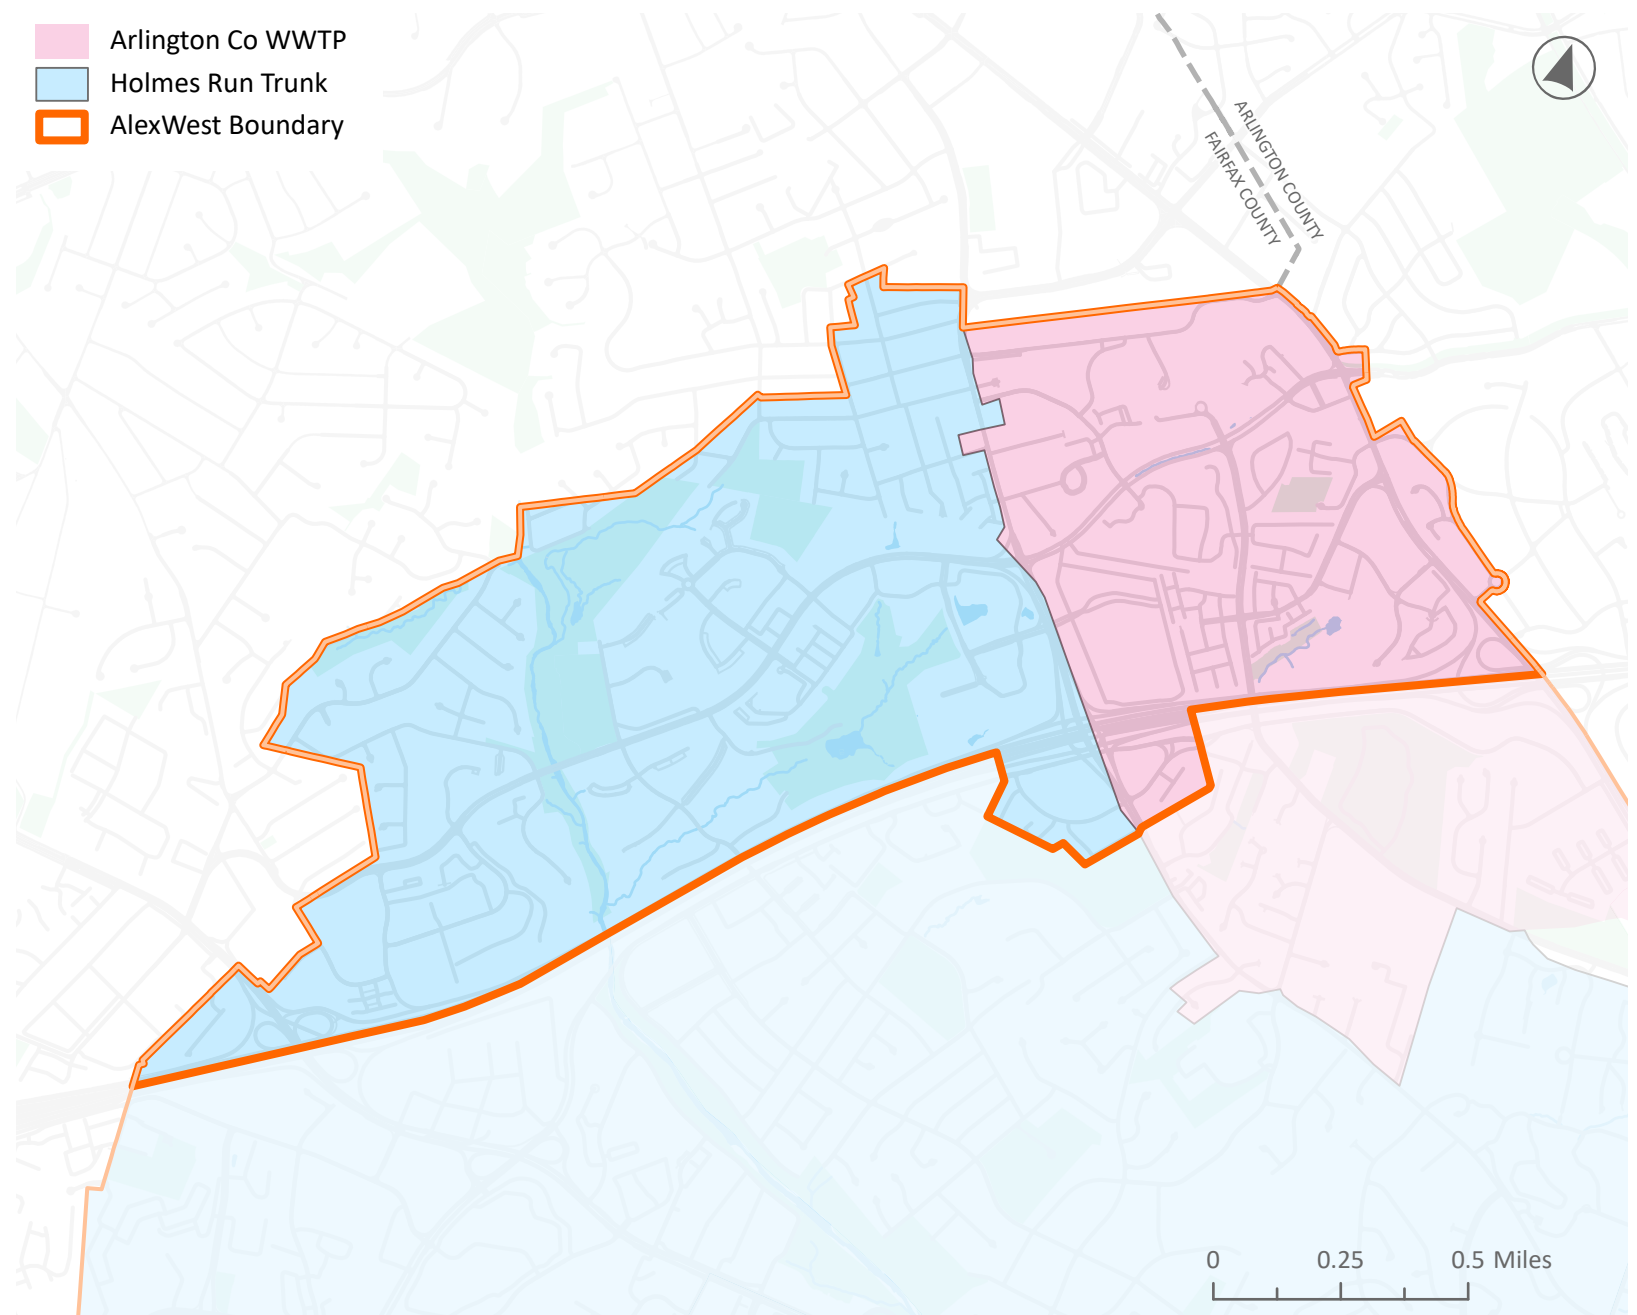 Arlington Co WWTP
Holmes Run Trunk
AlexWest Boundary
ARLINGTON COUNTY
FAIRFAX COUNTY
0 0.25 0.5 Miles